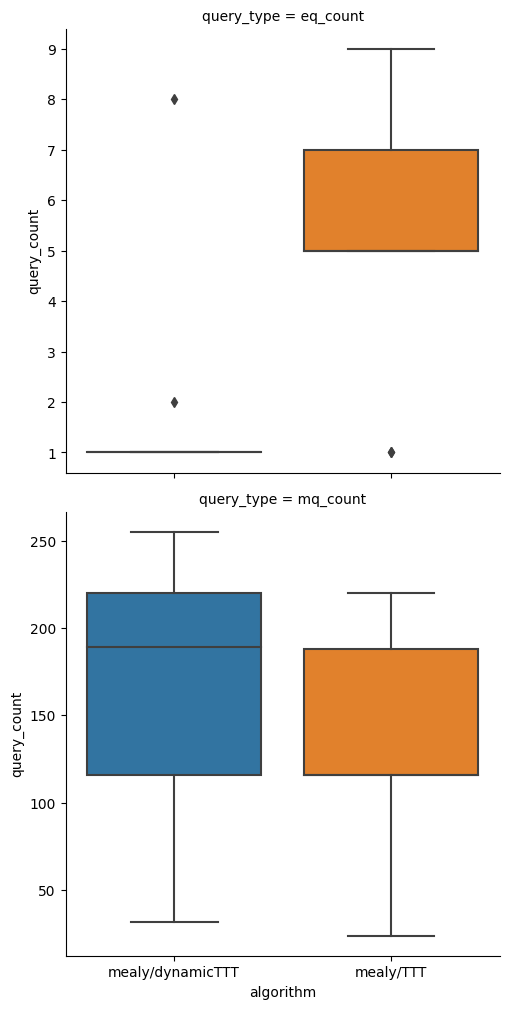 query_type = eq_count
9
8
7
6
5
4
3
2
1
query_count
query_type = mq_count
250
200
150
100
50
query_count
mealy/dynamicTTT
mealy/TTT
algorithm